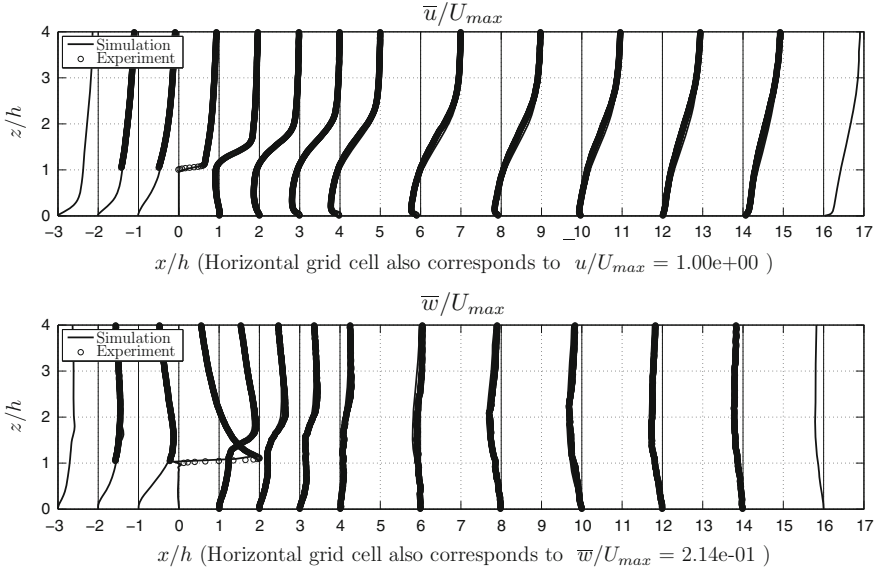 u̅/U_max
4
Simulation
Experiment
3
z/h
2
1
0
−3 −2 −1 0 1 2 3 4 5 6 7 8 9 10 11 12 13 14 15 16 17
x/h (Horizontal grid cell also corresponds to u̅/U_max = 1.00e+00 )
w̅/U_max
4
Simulation
Experiment
3
z/h
2
1
0
−3 −2 −1 0 1 2 3 4 5 6 7 8 9 10 11 12 13 14 15 16 17
x/h (Horizontal grid cell also corresponds to w̅/U_max = 2.14e-01 )